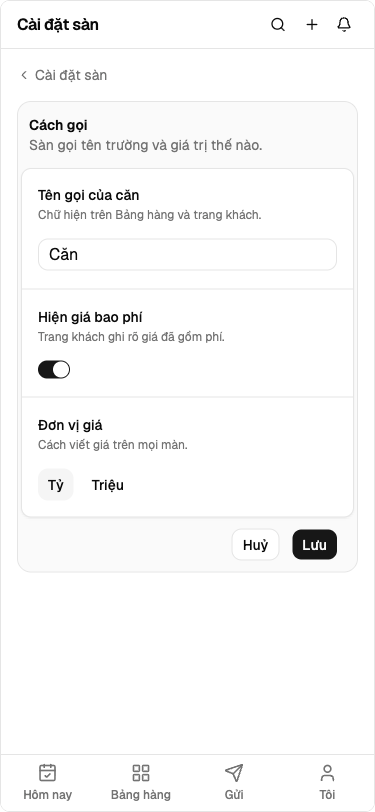 Cài đặt sàn
Cài đặt sàn
Cách gọi
Sàn gọi tên trường và giá trị thế nào.
Tên gọi của căn
Chữ hiện trên Bảng hàng và trang khách.
Căn
Hiện giá bao phí
Trang khách ghi rõ giá đã gồm phí.
Đơn vị giá
Cách viết giá trên mọi màn.
Tỷ Triệu
Huỷ Lưu
Hôm nay Bảng hàng Gửi Tôi